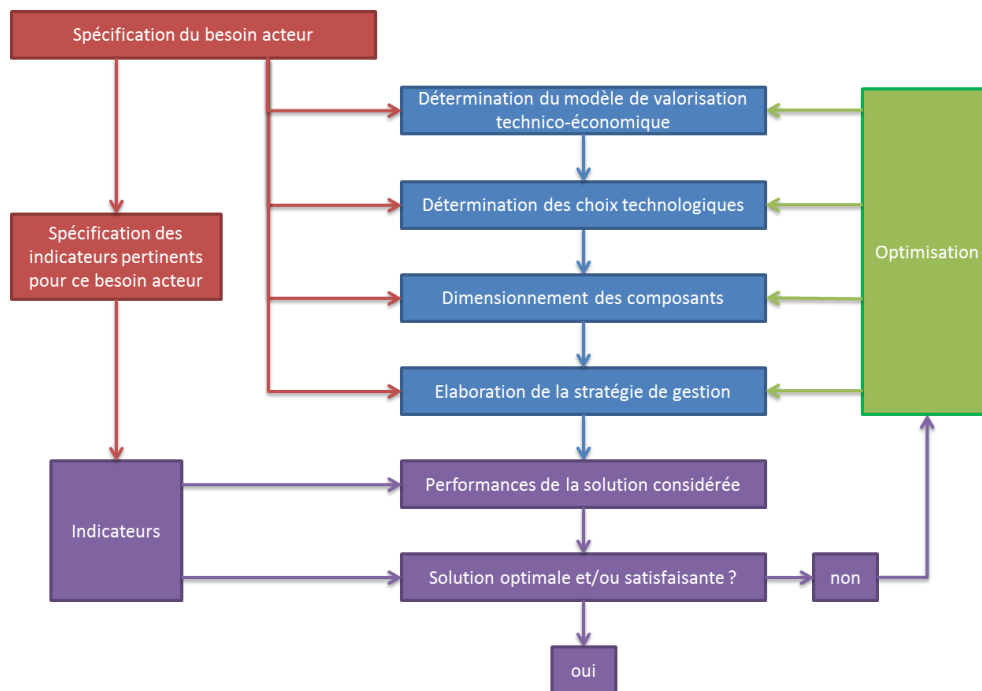 Spécification du besoin acteur
Détermination du modèle de valorisation
technico-économique
Détermination des choix technologiques
Spécification des
indicateurs pertinents
pour ce besoin acteur
Optimisation
Dimensionnement des composants
Elaboration de la stratégie de gestion
Performances de la solution considérée
Indicateurs
Solution optimale et/ou satisfaisante ?
non
oui